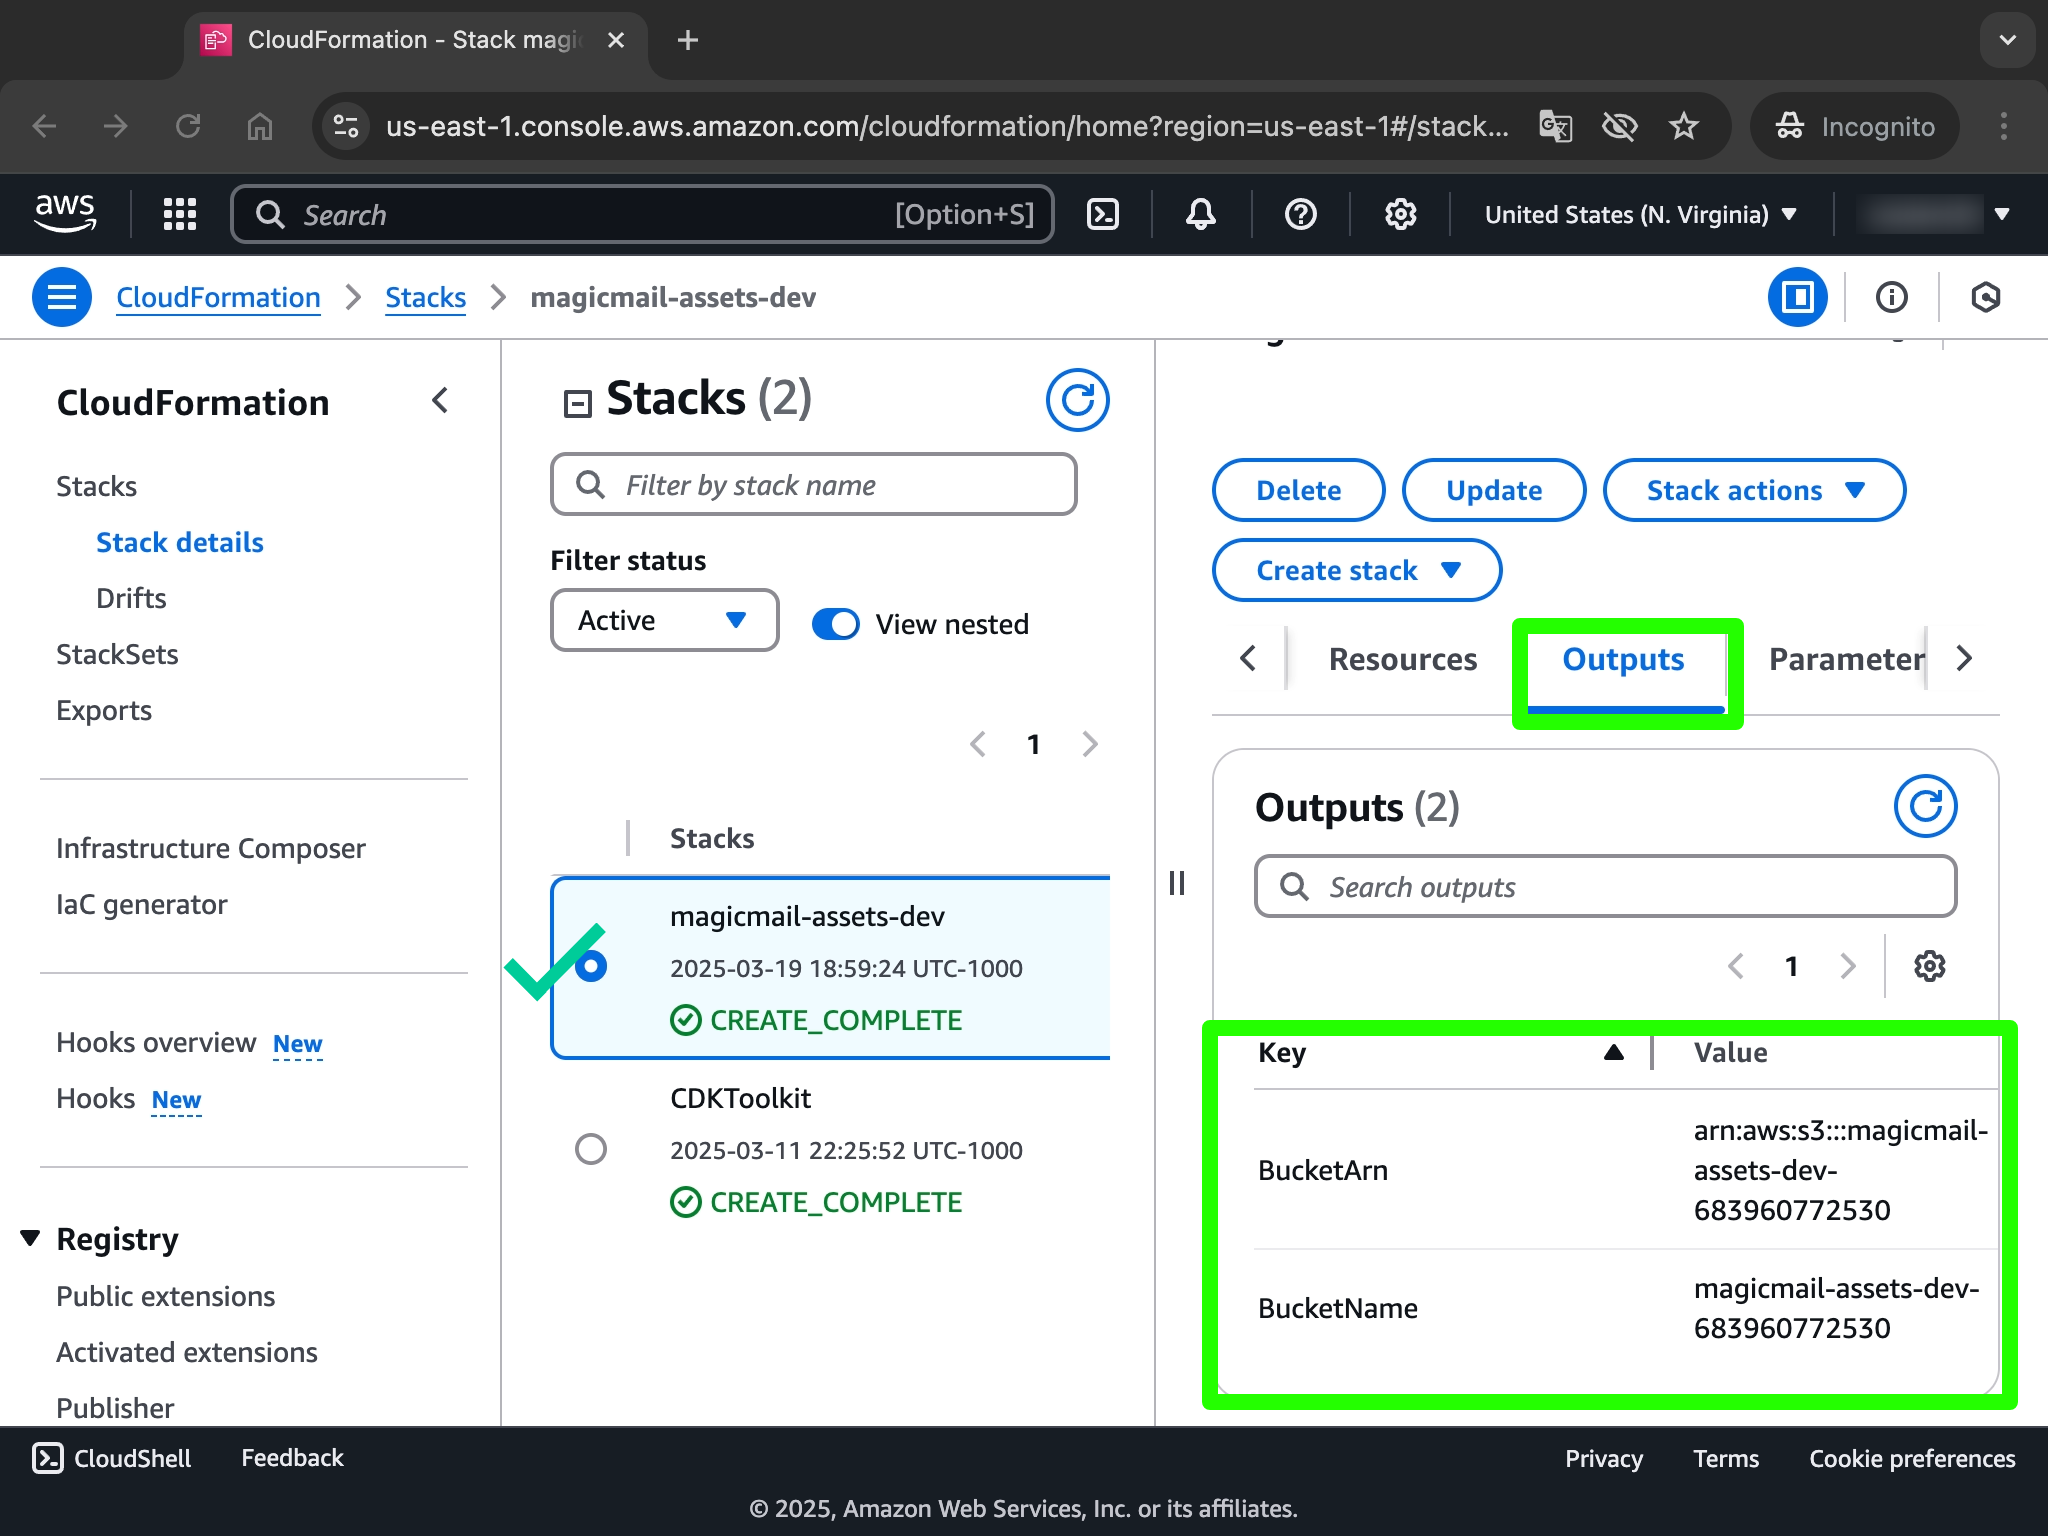 CloudFormation - Stack magic
us-east-1.console.aws.amazon.com/cloudformation/home?region=us-east-1#/stack...
Incognito
aws
Search
[Option+S]
United States (N. Virginia)
CloudFormation
Stacks
magicmail-assets-dev
CloudFormation
Stacks
Stack details
Drifts
StackSets
Exports
Infrastructure Composer
IaC generator
Hooks overview New
Hooks New
Registry
Public extensions
Activated extensions
Publisher
Stacks (2)
Filter by stack name
Filter status
Active
View nested
1
Stacks
magicmail-assets-dev
2025-03-19 18:59:24 UTC-1000
CREATE_COMPLETE
CDKToolkit
2025-03-11 22:25:52 UTC-1000
CREATE_COMPLETE
Delete
Update
Stack actions
Create stack
Resources
Outputs
Parameter
Outputs (2)
Search outputs
1
Key
Value
BucketArn
arn:aws:s3:::magicmail-
assets-dev-
683960772530
BucketName
magicmail-assets-dev-
683960772530
CloudShell
Feedback
Privacy
Terms
Cookie preferences
© 2025, Amazon Web Services, Inc. or its affiliates.